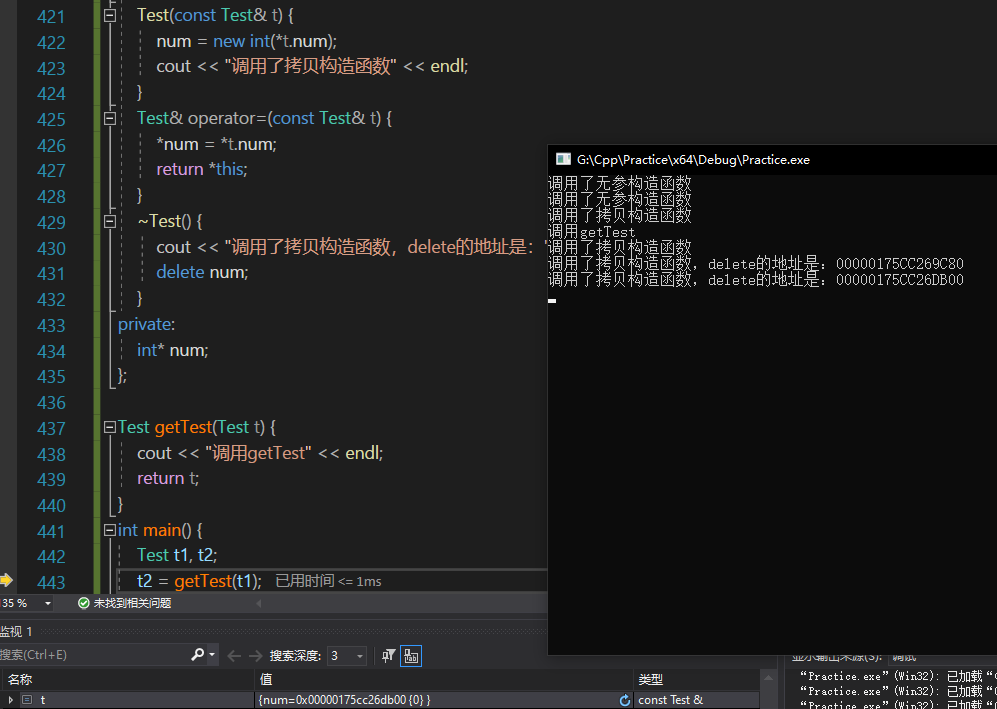 421 Test(const Test& t) {
422 num = new int(*t.num);
423 cout << "调用了拷贝构造函数" << endl;
424 }
425 Test& operator=(const Test& t) {
426 *num = *t.num;
427 return *this;
428 }
429 ~Test() {
430 cout << "调用了拷贝构造函数，delete的地址是：
431 delete num;
432 }
433 private:
434 int* num;
435 };
436
437 Test getTest(Test t) {
438 cout << "调用getTest" << endl;
439 return t;
440 }
441 int main() {
442 Test t1, t2;
443 t2 = getTest(t1); 已用时间 <= 1ms
G:\Cpp\Practice\x64\Debug\Practice.exe
调用了无参构造函数
调用了无参构造函数
调用了拷贝构造函数
调用getTest
调用了拷贝构造函数
调用了拷贝构造函数，delete的地址是：00000175CC269C80
调用了拷贝构造函数，delete的地址是：00000175CC26DB00
35 % 未找到相关问题
监视 1
搜索(Ctrl+E) 搜索深度: 3
名称 值 类型
t {num=0x00000175cc26db00 {0} } const Test &
显示输出来源(S): 调试
“Practice.exe” (Win32): 已加载
“Practice.exe” (Win32): 已加载
“Practice.exe” (Win32): 已加载